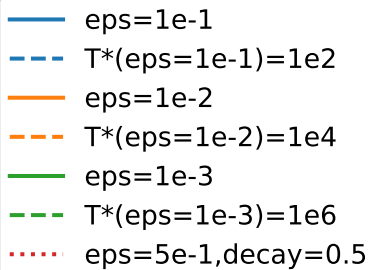 eps=1e-1
T*(eps=1e-1)=1e2
eps=1e-2
T*(eps=1e-2)=1e4
eps=1e-3
T*(eps=1e-3)=1e6
eps=5e-1,decay=0.5